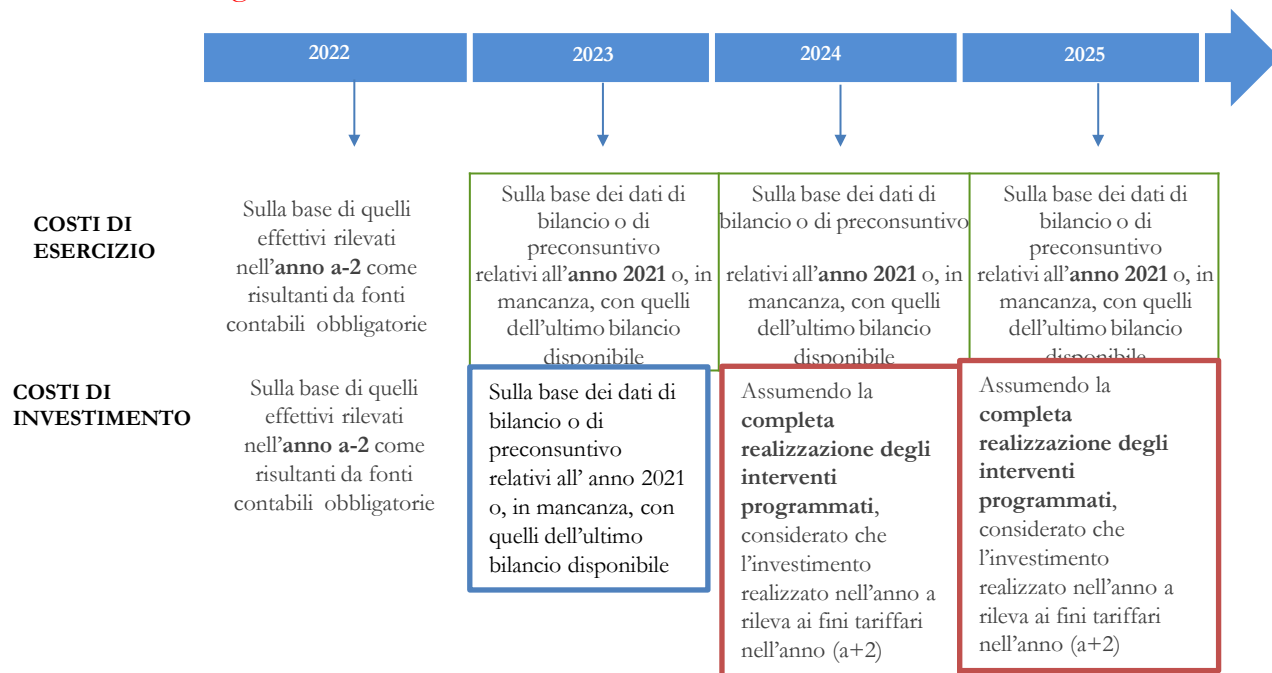 2022
2023
2024
2025
COSTI DI
ESERCIZIO
Sulla base di quelli
effettivi rilevati
nell'anno a-2 come
risultanti da fonti
contabili obbligatorie
Sulla base dei dati di
bilancio o di
preconsuntivo
relativi all'anno 2021 o, in
mancanza, con quelli
dell'ultimo bilancio
disponibile
Sulla base dei dati di
bilancio o di preconsuntivo
relativi all'anno 2021 o, in
mancanza, con quelli
dell'ultimo bilancio
disponibile
Sulla base dei dati di
bilancio o di
preconsuntivo
relativi all'anno 2021 o, in
mancanza, con quelli
dell'ultimo bilancio
disponibile
COSTI DI
INVESTIMENTO
Sulla base di quelli
effettivi rilevati
nell'anno a-2 come
risultanti da fonti
contabili obbligatorie
Sulla base dei dati di
bilancio o di
preconsuntivo
relativi all' anno 2021
o, in mancanza, con
quelli dell'ultimo
bilancio disponibile
Assumendo la
completa
realizzazione degli
interventi
programmati,
considerato che
l'investimento
realizzato nell'anno a
rileva ai fini tariffari
nell'anno (a+2)
Assumendo la
completa
realizzazione degli
interventi
programmati,
considerato che
l'investimento
realizzato nell'anno a
rileva ai fini tariffari
nell'anno (a+2)